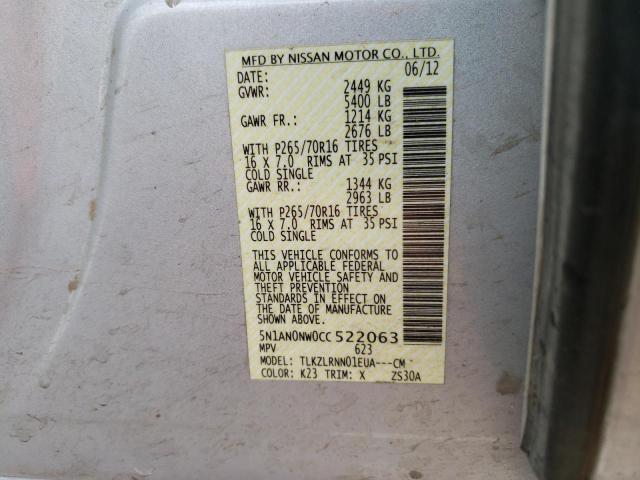 MFD BY NISSAN MOTOR CO., LTD.
DATE: 06/12
GVWR: 2449 KG
5400 LB
GAWR FR.: 1214 KG
2676 LB
WITH P265/70R16 TIRES
16 X 7.0 RIMS AT 35 PSI
COLD SINGLE
GAWR RR.: 1344 KG
2963 LB
WITH P265/70R16 TIRES
16 X 7.0 RIMS AT 35 PSI
COLD SINGLE
THIS VEHICLE CONFORMS TO
ALL APPLICABLE FEDERAL
MOTOR VEHICLE SAFETY AND
THEFT PREVENTION
STANDARDS IN EFFECT ON
THE DATE OF MANUFACTURE
SHOWN ABOVE.
5N1AN0NW0CC522063
MPV 623
MODEL: TLKZLRNN01EUA---CM
COLOR: K23 TRIM: X ZS30A